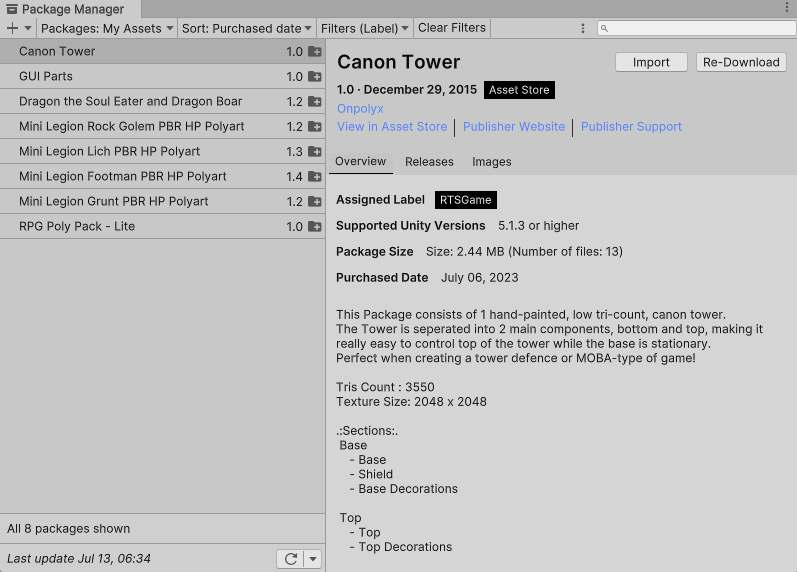 Package Manager
Packages: My Assets Sort: Purchased date Filters (Label) Clear Filters
Canon Tower 1.0
GUI Parts 1.0
Dragon the Soul Eater and Dragon Boar 1.2
Mini Legion Rock Golem PBR HP Polyart 1.2
Mini Legion Lich PBR HP Polyart 1.3
Mini Legion Footman PBR HP Polyart 1.4
Mini Legion Grunt PBR HP Polyart 1.2
RPG Poly Pack - Lite 1.0
All 8 packages shown
Last update Jul 13, 06:34
Canon Tower Import Re-Download
1.0 · December 29, 2015 Asset Store
Onpolyx
View in Asset Store Publisher Website Publisher Support
Overview Releases Images
Assigned Label RTSGame
Supported Unity Versions 5.1.3 or higher
Package Size Size: 2.44 MB (Number of files: 13)
Purchased Date July 06, 2023
This Package consists of 1 hand-painted, low tri-count, canon tower.
The Tower is seperated into 2 main components, bottom and top, making it
really easy to control top of the tower while the base is stationary.
Perfect when creating a tower defence or MOBA-type of game!
Tris Count : 3550
Texture Size: 2048 x 2048
.:Sections:.
Base
- Base
- Shield
- Base Decorations
Top
- Top
- Top Decorations